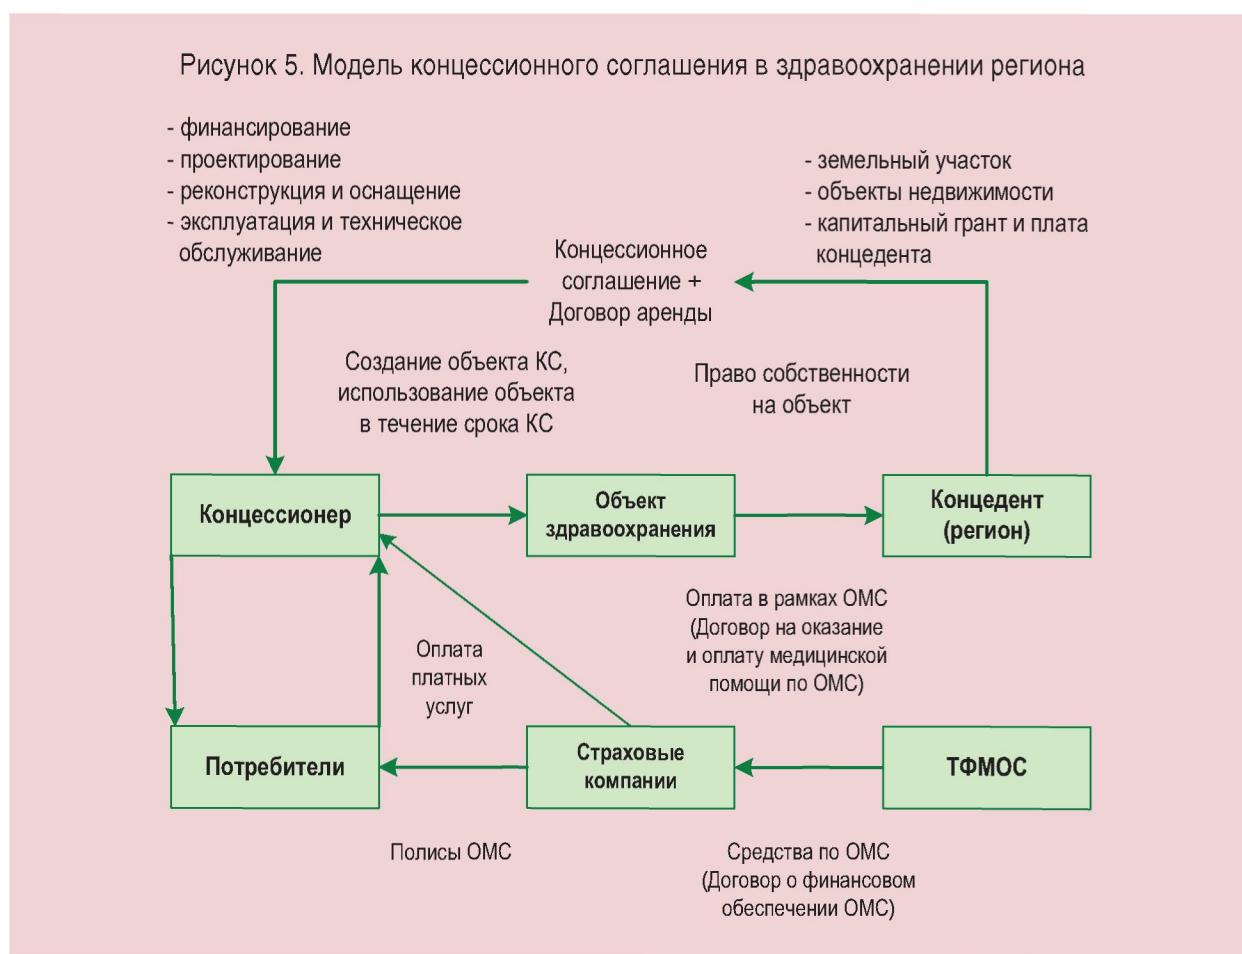 Рисунок 5. Модель концессионного соглашения в здравоохранении региона
- финансирование
- проектирование
- реконструкция и оснащение
- эксплуатация и техническое
обслуживание
- земельный участок
- объекты недвижимости
- капитальный грант и плата
концедента
Концессионное
соглашение +
Договор аренды
Создание объекта КС,
использование объекта
в течение срока КС
Право собственности
на объект
Концессионер
Объект
здравоохранения
Концедент
(регион)
Оплата
платных
услуг
Оплата в рамках ОМС
(Договор на оказание
и оплату медицинской
помощи по ОМС)
Потребители
Страховые
компании
ТФМОС
Полисы ОМС
Средства по ОМС
(Договор о финансовом
обеспечении ОМС)